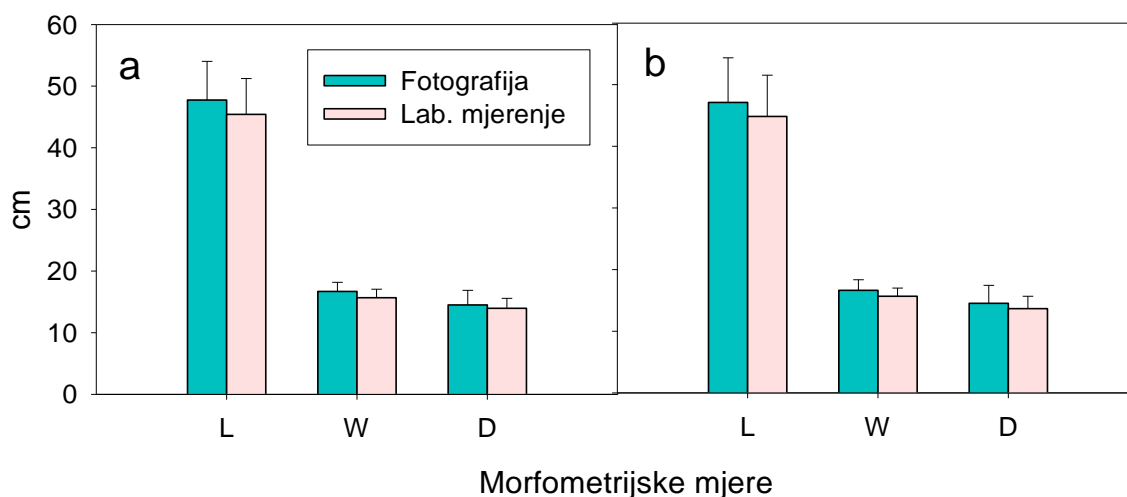 60
50
40
30
20
10
0
cm
a
Fotografija
Lab. mjerenje
b
L W D L W D
Morfometrijske mjere